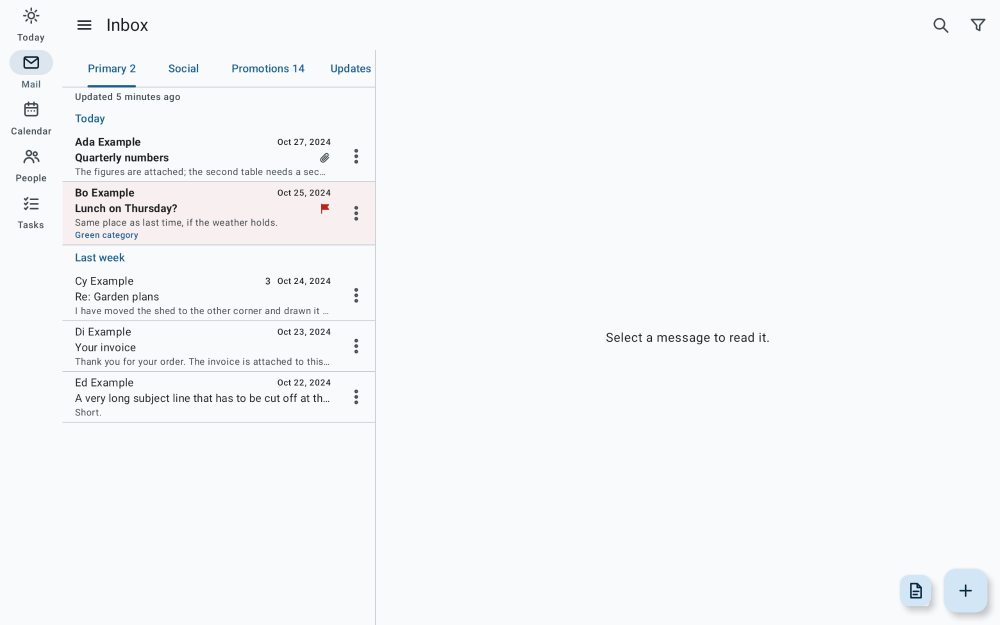 Today
Mail
Calendar
People
Tasks
Inbox
Primary 2 Social Promotions 14 Updates
Updated 5 minutes ago
Today
Ada Example Oct 27, 2024
Quarterly numbers
The figures are attached; the second table needs a sec…
Bo Example Oct 25, 2024
Lunch on Thursday?
Same place as last time, if the weather holds.
Green category
Last week
Cy Example 3 Oct 24, 2024
Re: Garden plans
I have moved the shed to the other corner and drawn it …
Di Example Oct 23, 2024
Your invoice
Thank you for your order. The invoice is attached to this…
Ed Example Oct 22, 2024
A very long subject line that has to be cut off at th…
Short.
Select a message to read it.